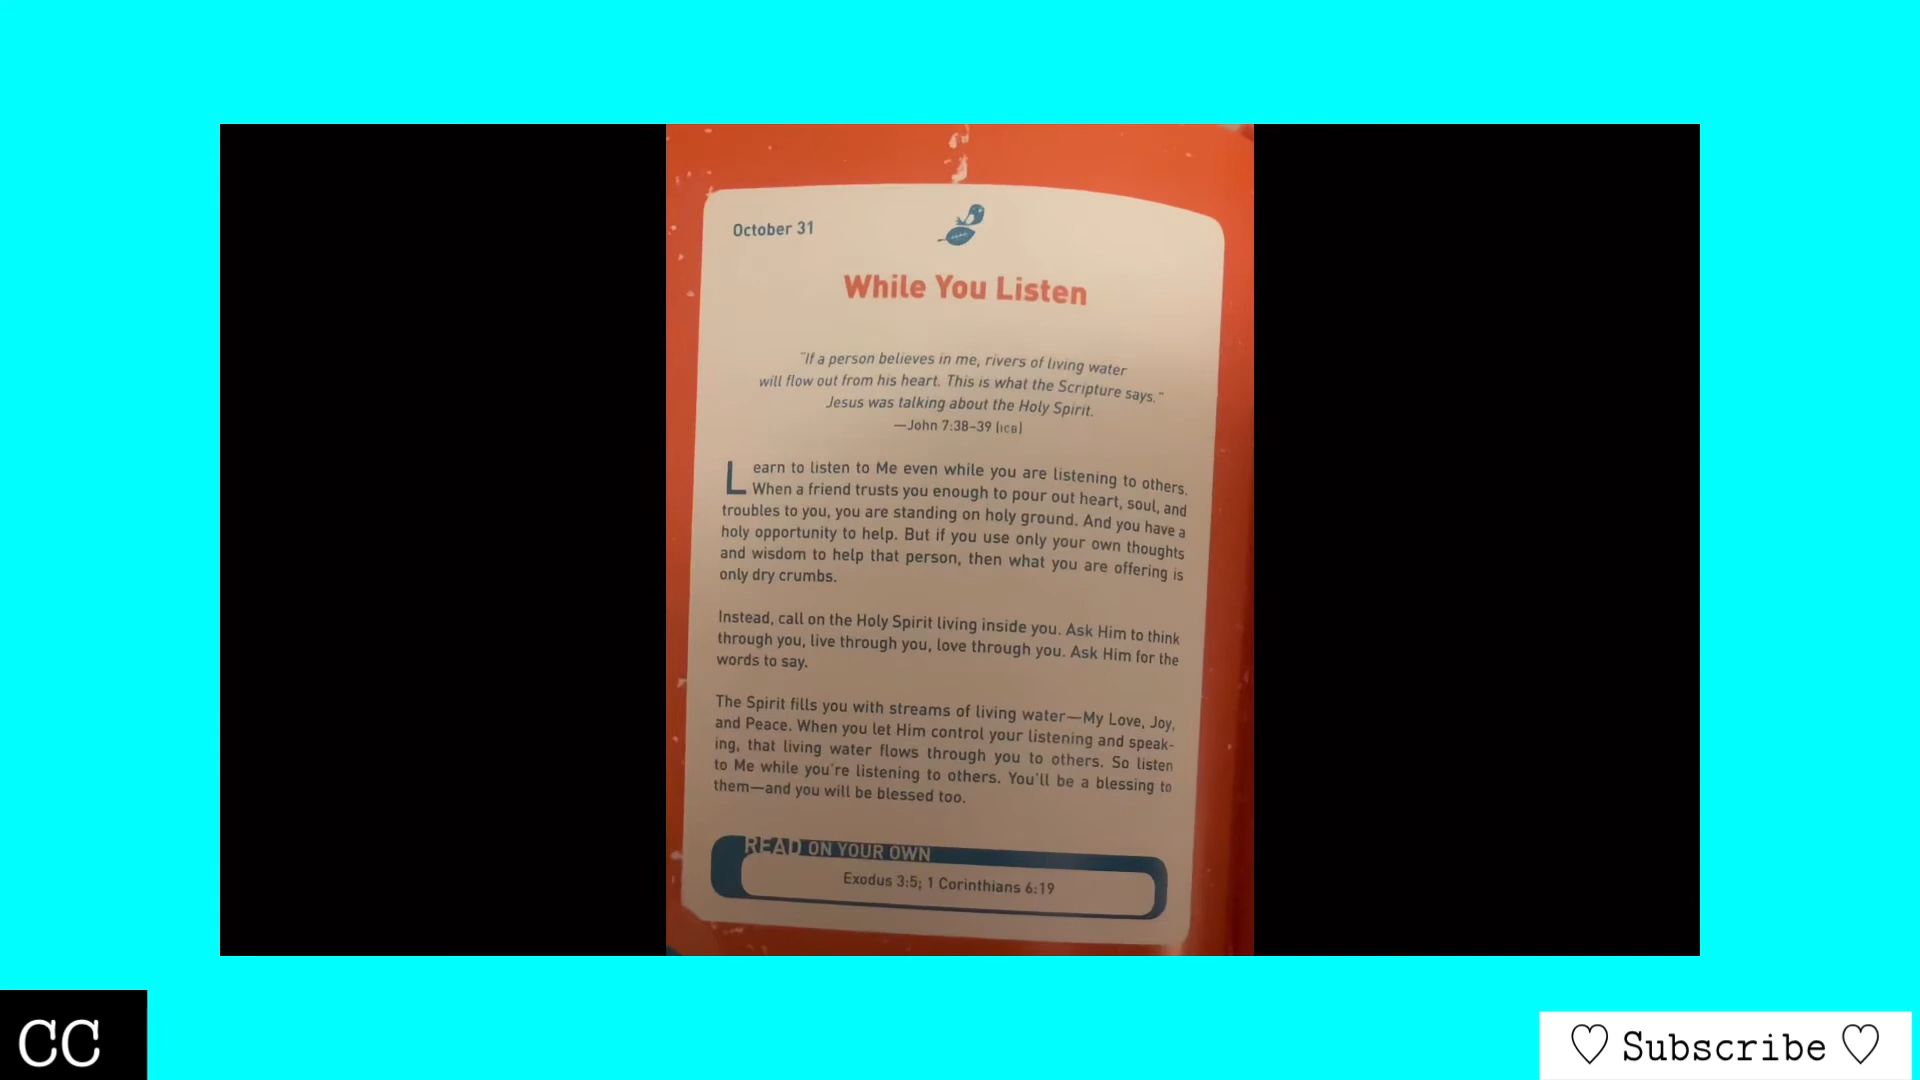 October 31
While You Listen
"If a person believes in me, rivers of living water
will flow out from his heart. This is what the Scripture says."
Jesus was talking about the Holy Spirit.
—John 7:38–39 (ICB)
Learn to listen to Me even while you are listening to others.
When a friend trusts you enough to pour out heart, soul, and
troubles to you, you are standing on holy ground. And you have a
holy opportunity to help. But if you use only your own thoughts
and wisdom to help that person, then what you are offering is
only dry crumbs.
Instead, call on the Holy Spirit living inside you. Ask Him to think
through you, live through you, love through you. Ask Him for the
words to say.
The Spirit fills you with streams of living water—My Love, Joy,
and Peace. When you let Him control your listening and speak-
ing, that living water flows through you to others. So listen
to Me while you're listening to others. You'll be a blessing to
them—and you will be blessed too.
READ ON YOUR OWN
Exodus 3:5; 1 Corinthians 6:19
CC
♡ Subscribe ♡